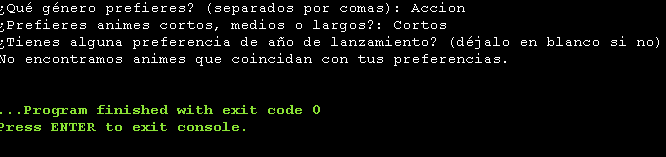 ¿Qué género prefieres? (separados por comas): Accion
¿Prefieres animes cortos, medios o largos?: Cortos
¿Tienes alguna preferencia de año de lanzamiento? (déjalo en blanco si no)
No encontramos animes que coincidan con tus preferencias.
...Program finished with exit code 0
Press ENTER to exit console.